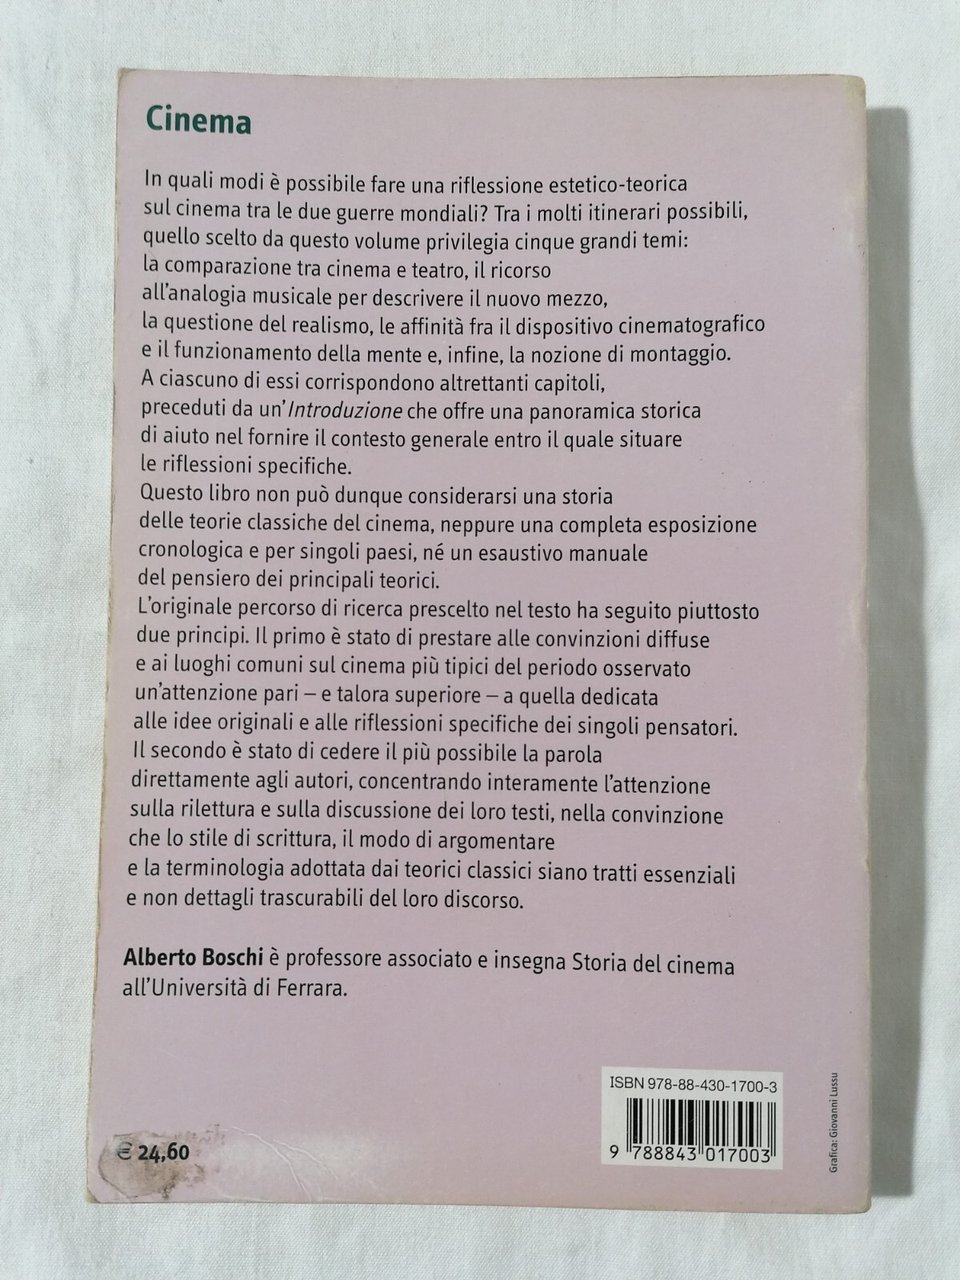 Cinema
In quali modi è possibile fare una riflessione estetico-teorica
sul cinema tra le due guerre mondiali? Tra i molti itinerari possibili,
quello scelto da questo volume privilegia cinque grandi temi:
la comparazione tra cinema e teatro, il ricorso
all'analogia musicale per descrivere il nuovo mezzo,
la questione del realismo, le affinità fra il dispositivo cinematografico
e il funzionamento della mente e, infine, la nozione di montaggio.
A ciascuno di essi corrispondono altrettanti capitoli,
preceduti da un'Introduzione che offre una panoramica storica
di aiuto nel fornire il contesto generale entro il quale situare
le riflessioni specifiche.
Questo libro non può dunque considerarsi una storia
delle teorie classiche del cinema, neppure una completa esposizione
cronologica e per singoli paesi, né un esaustivo manuale
del pensiero dei principali teorici.
L'originale percorso di ricerca prescelto nel testo ha seguito piuttosto
due principi. Il primo è stato di prestare alle convinzioni diffuse
e ai luoghi comuni sul cinema più tipici del periodo osservato
un'attenzione pari – e talora superiore – a quella dedicata
alle idee originali e alle riflessioni specifiche dei singoli pensatori.
Il secondo è stato di cedere il più possibile la parola
direttamente agli autori, concentrando interamente l'attenzione
sulla rilettura e sulla discussione dei loro testi, nella convinzione
che lo stile di scrittura, il modo di argomentare
e la terminologia adottata dai teorici classici siano tratti essenziali
e non dettagli trascurabili del loro discorso.
Alberto Boschi è professore associato e insegna Storia del cinema
all'Università di Ferrara.
ISBN 978-88-430-1700-3
9 788843 017003
Grafica: Giovanni Lussu
€ 24,60